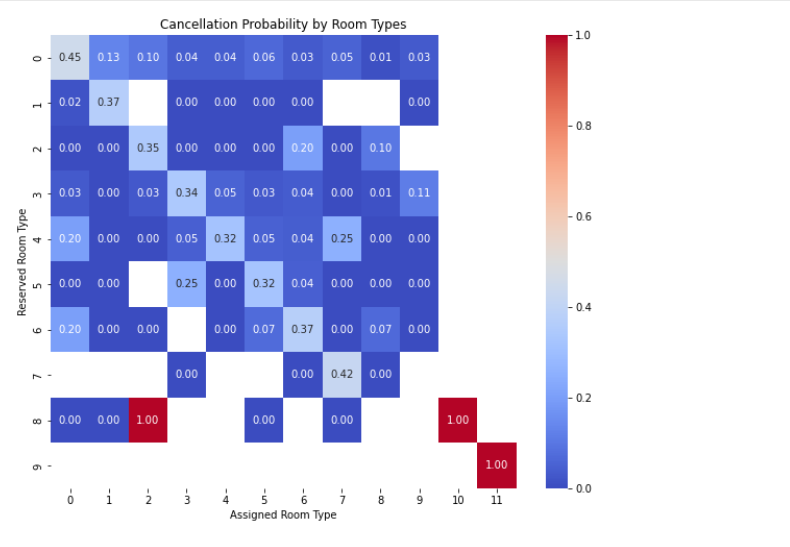 Cancellation Probability by Room Types
0 0.45 0.13 0.10 0.04 0.04 0.06 0.03 0.05 0.01 0.03
1 0.02 0.37 0.00 0.00 0.00 0.00 0.00
2 0.00 0.00 0.35 0.00 0.00 0.00 0.20 0.00 0.10
3 0.03 0.00 0.03 0.34 0.05 0.03 0.04 0.00 0.01 0.11
4 0.20 0.00 0.00 0.05 0.32 0.05 0.04 0.25 0.00 0.00
5 0.00 0.00 0.25 0.00 0.32 0.04 0.00 0.00 0.00
6 0.20 0.00 0.00 0.00 0.07 0.37 0.00 0.07 0.00
7 0.00 0.00 0.42 0.00
8 0.00 0.00 1.00 0.00 0.00 1.00
9 1.00
0 1 2 3 4 5 6 7 8 9 10 11
Assigned Room Type
Reserved Room Type
1.0
0.8
0.6
0.4
0.2
0.0